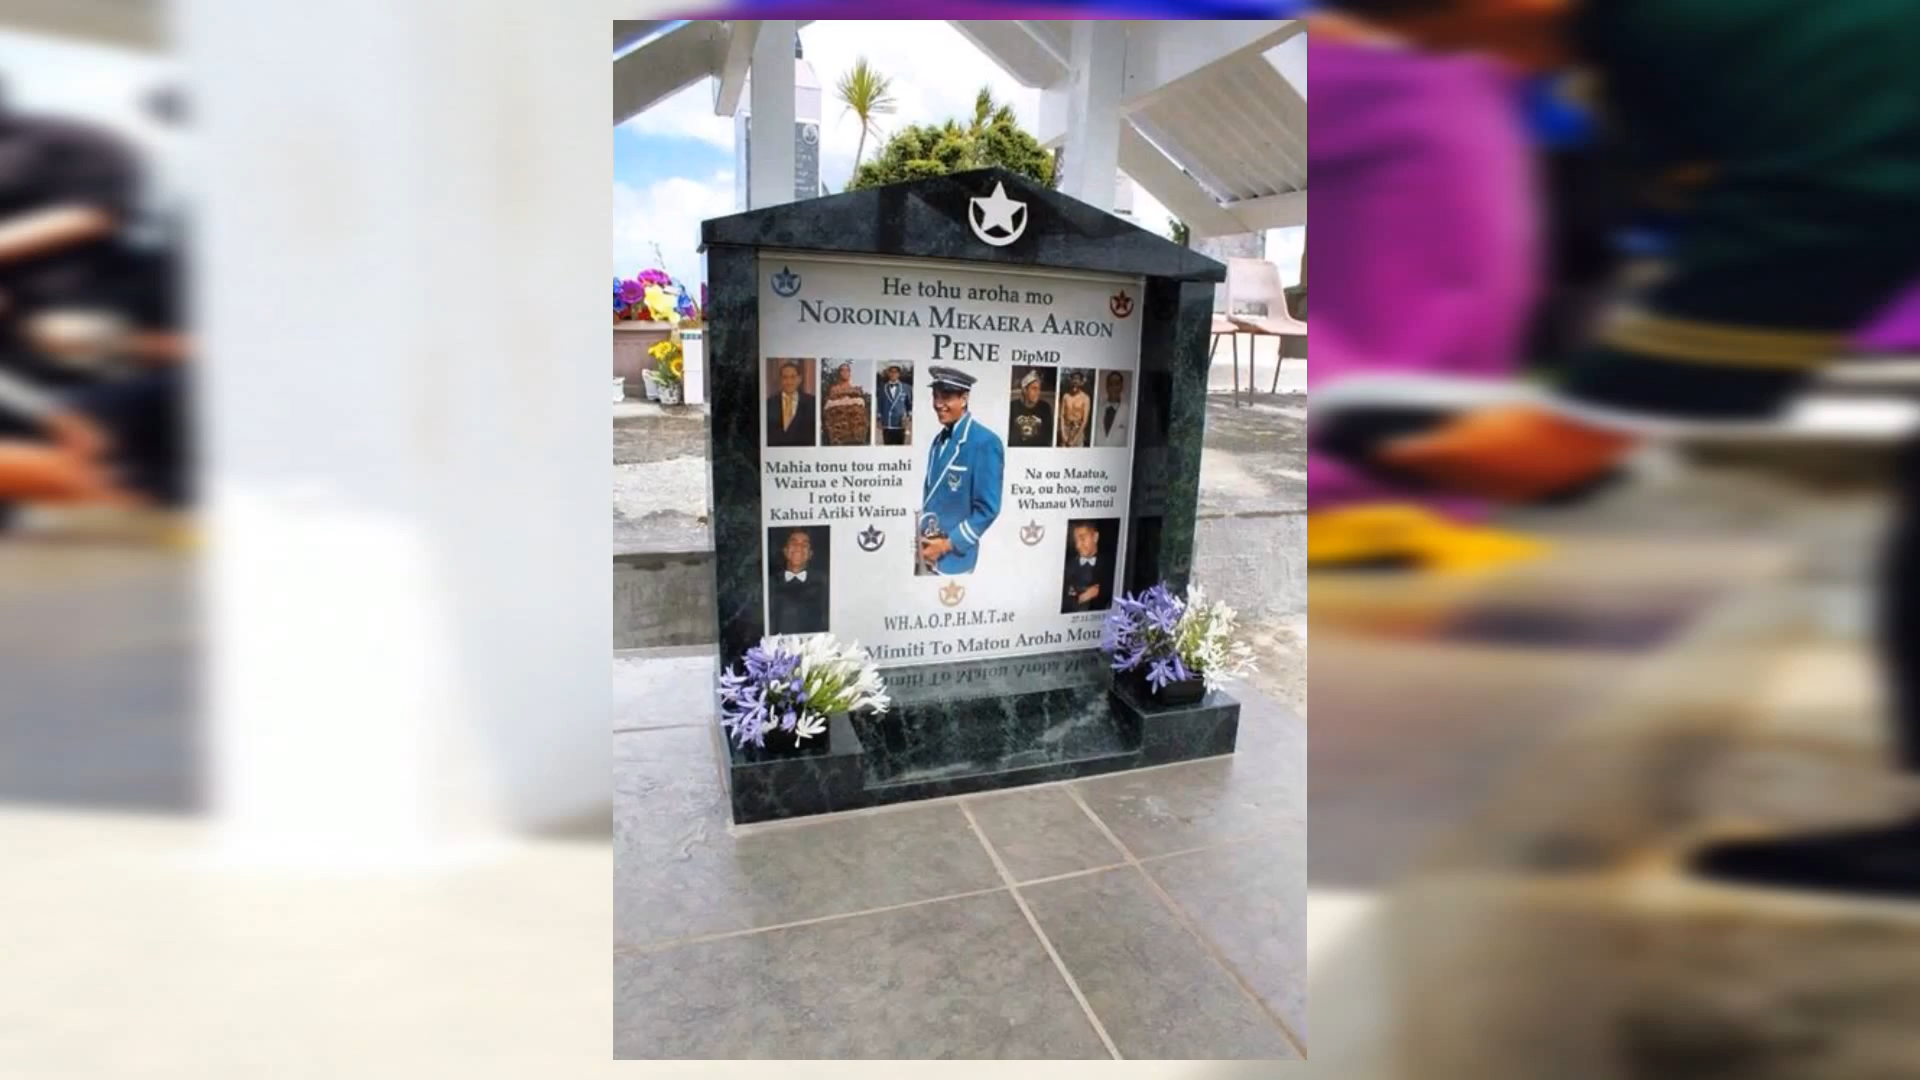 He tohu aroha mo
NOROINIA MEKAERA AARON
PENE DipMD
Mahia tonu tou mahi
Wairua e Noroinia
I roto i te
Kahui Ariki Wairua
Na ou Maatua,
Eva, ou hoa, me ou
Whanau Whanui
WH.A.O.P.H.M.T.ae
Mimiti To Matou Aroha Mou